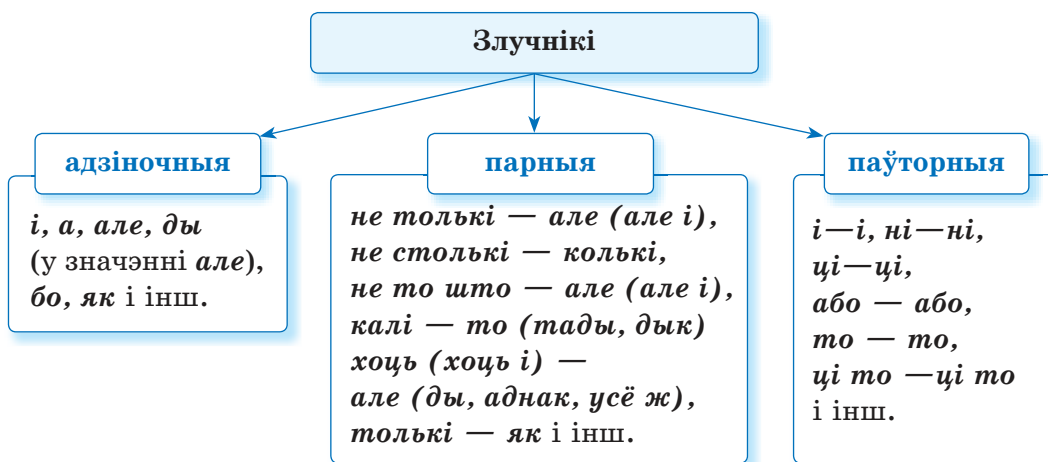 Злучнікі
адзіночныя
і, а, але, ды
(у значэнні але),
бо, як і інш.
парныя
не толькі — але (але і),
не столькі — колькі,
не то што — але (але і),
калі — то (тады, дык)
хоць (хоць і) —
але (ды, аднак, усё ж),
толькі — як і інш.
паўторныя
і—і, ні—ні,
ці—ці,
або — або,
то — то,
ці то —ці то
і інш.